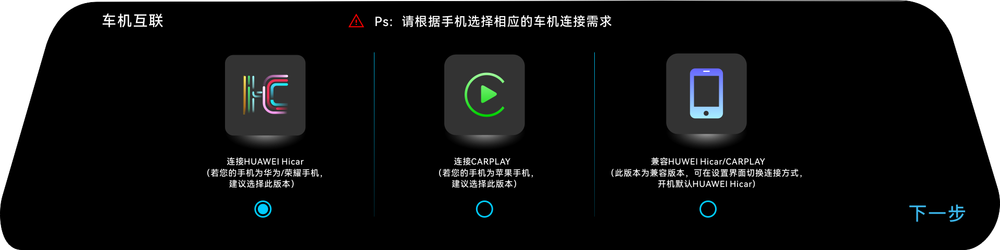 车机互联
Ps：请根据手机选择相应的车机连接需求
连接HUAWEI Hicar
（若您的手机为华为/荣耀手机，
建议选择此版本）
连接CARPLAY
（若您的手机为苹果手机，
建议选择此版本）
兼容HUWEI Hicar/CARPLAY
（此版本为兼容版本，可在设置界面切换连接方式，
开机默认HUAWEI Hicar）
下一步